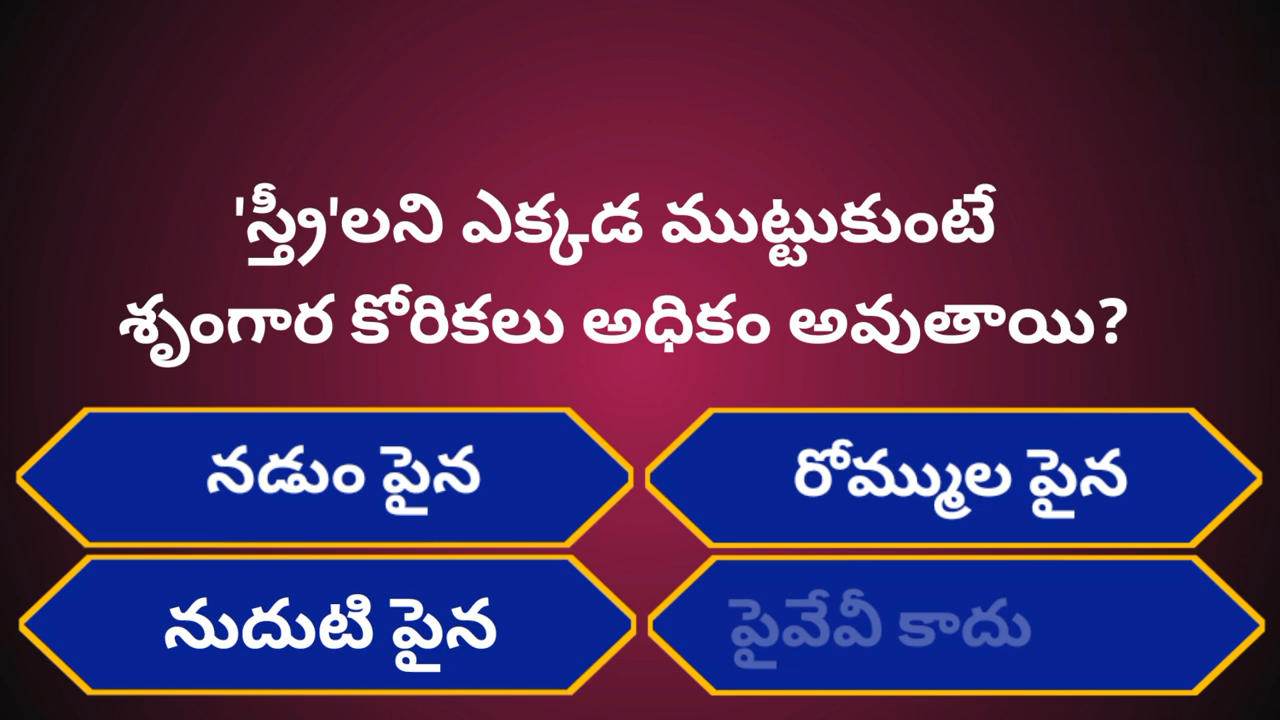 'స్త్రీ'లని ఎక్కడ ముట్టుకుంటే
శృంగార కోరికలు అధికం అవుతాయి?
నడుం పైన
రోమ్ముల పైన
నుదుటి పైన
పైవేవీ కాదు